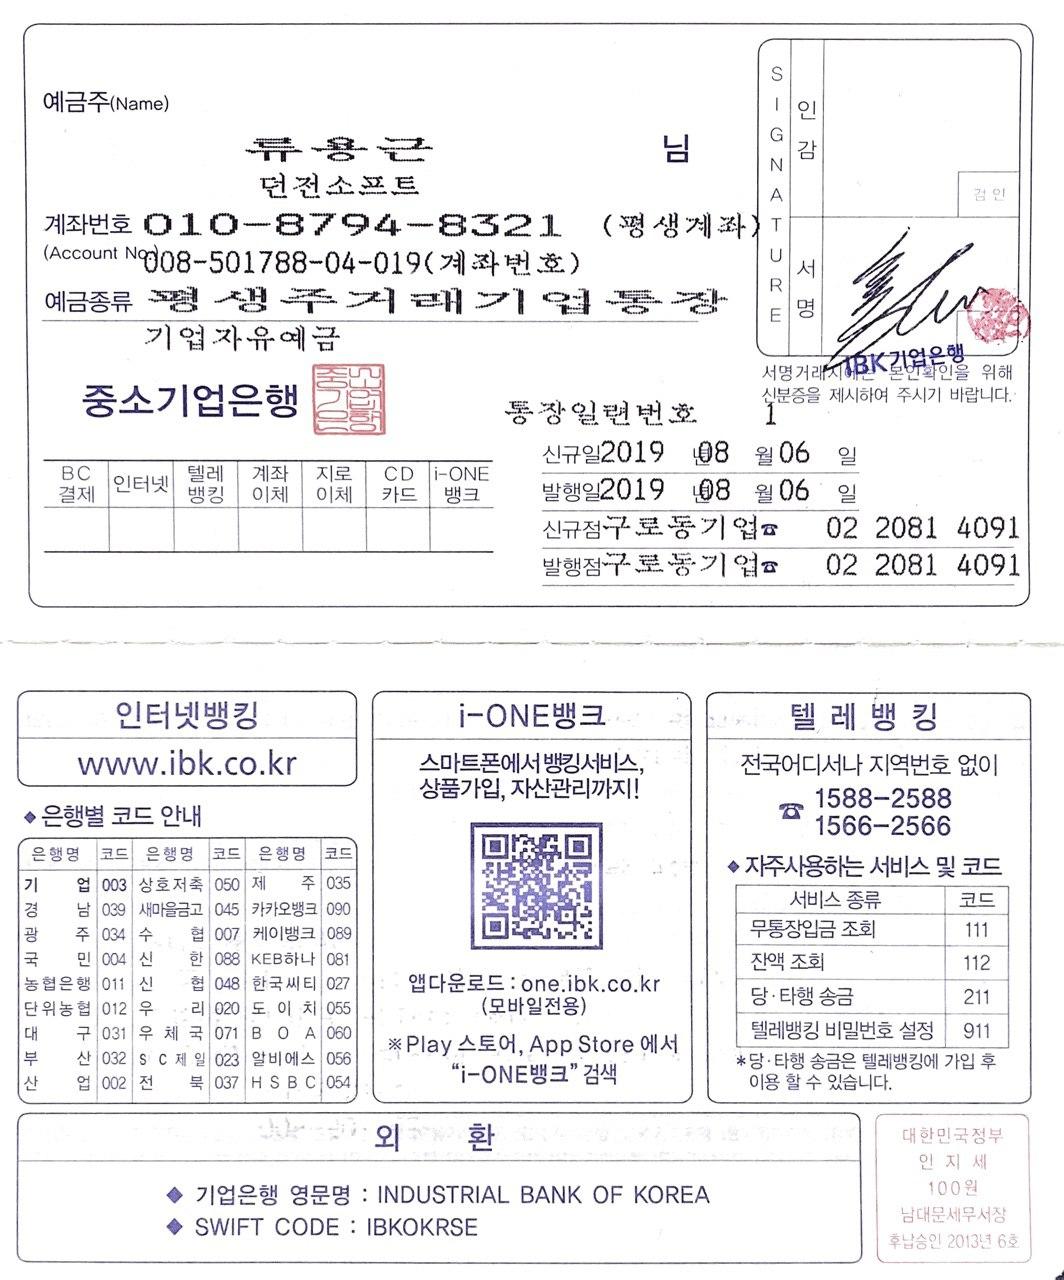 예금주(Name)
류용근 님
던전소프트
계좌번호 010-8794-8321 (평생계좌)
(Account No.) 008-501788-04-019(계좌번호)
예금종류 평생주거래기업통장
기업자유예금
중소기업은행
SIGNATURE
인감
검인
서명
IBK기업은행
서명거래시에는 본인확인을 위해
신분증을 제시하여 주시기 바랍니다.
통장일련번호 1
신규일 2019 년 08 월 06 일
발행일 2019 년 08 월 06 일
신규점 구로동기업 ☎ 02 2081 4091
발행점 구로동기업 ☎ 02 2081 4091
BC결제 인터넷 텔레뱅킹 계좌이체 지로이체 CD카드 i-ONE뱅크
인터넷뱅킹
www.ibk.co.kr
◆ 은행별 코드 안내
은행명 코드 은행명 코드 은행명 코드
기업 003 상호저축 050 제주 035
경남 039 새마을금고 045 카카오뱅크 090
광주 034 수협 007 케이뱅크 089
국민 004 신한 088 KEB하나 081
농협은행 011 신협 048 한국씨티 027
단위농협 012 우리 020 도이치 055
대구 031 우체국 071 BOA 060
부산 032 SC제일 023 알비에스 056
산업 002 전북 037 HSBC 054
i-ONE뱅크
스마트폰에서 뱅킹서비스,
상품가입, 자산관리까지!
앱다운로드 : one.ibk.co.kr
(모바일전용)
※Play 스토어, App Store 에서
“i-ONE뱅크” 검색
텔레뱅킹
전국어디서나 지역번호 없이
☎ 1588-2588
1566-2566
◆ 자주사용하는 서비스 및 코드
서비스 종류 코드
무통장입금 조회 111
잔액 조회 112
당·타행 송금 211
텔레뱅킹 비밀번호 설정 911
*당·타행 송금은 텔레뱅킹에 가입 후
이용 할 수 있습니다.
외 환
◆ 기업은행 영문명 : INDUSTRIAL BANK OF KOREA
◆ SWIFT CODE : IBKOKRSE
대한민국정부
인지세
100원
남대문세무서장
후납승인 2013년 6호